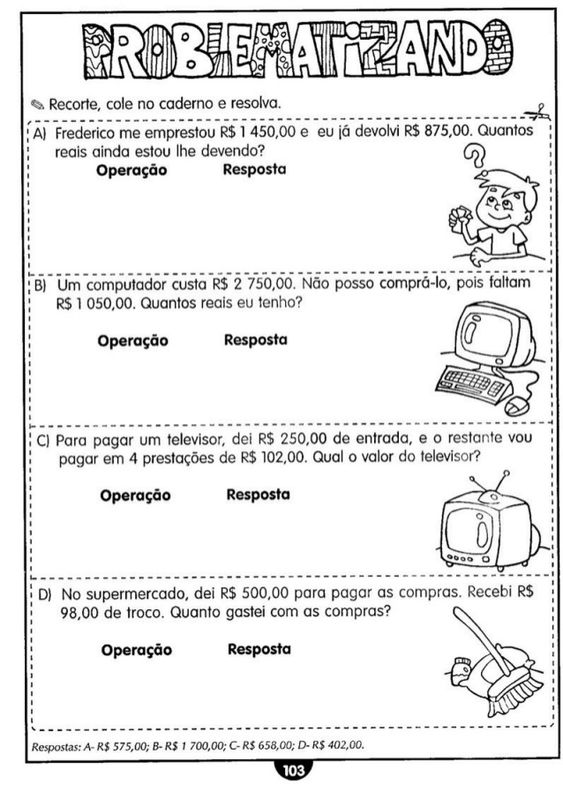 PROBLEMATIZANDO
Recorte, cole no caderno e resolva.
A) Frederico me emprestou R$ 1 450,00 e eu já devolvi R$ 875,00. Quantos
reais ainda estou lhe devendo?
Operação Resposta
B) Um computador custa R$ 2 750,00. Não posso comprá-lo, pois faltam
R$ 1 050,00. Quantos reais eu tenho?
Operação Resposta
C) Para pagar um televisor, dei R$ 250,00 de entrada, e o restante vou
pagar em 4 prestações de R$ 102,00. Qual o valor do televisor?
Operação Resposta
D) No supermercado, dei R$ 500,00 para pagar as compras. Recebi R$
98,00 de troco. Quanto gastei com as compras?
Operação Resposta
Respostas: A- R$ 575,00; B- R$ 1 700,00; C- R$ 658,00; D- R$ 402,00.
103